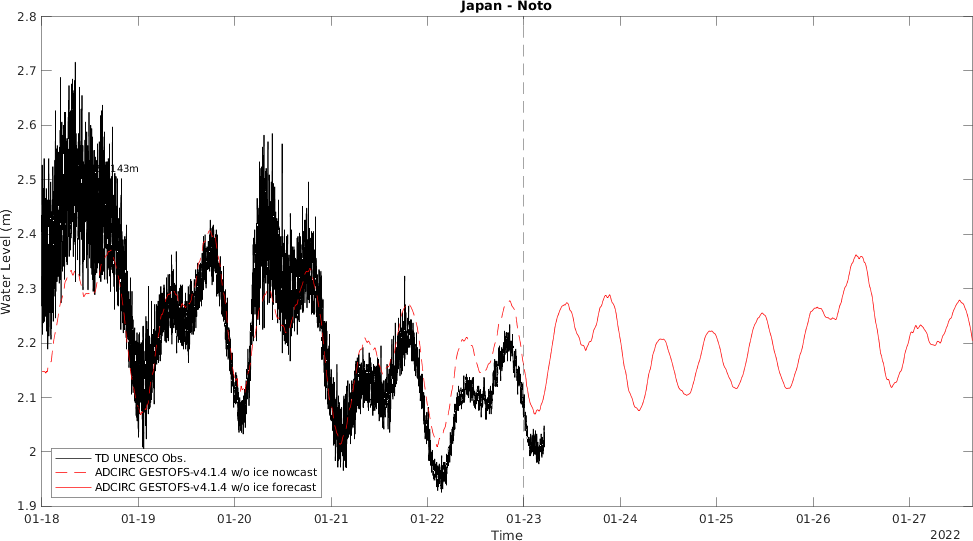 Japan - Noto
2.8
2.7
2.6
2.5
2.4
2.3
2.2
2.1
2
1.9
Water Level (m)
143m
TD UNESCO Obs.
ADCIRC GESTOFS-v4.1.4 w/o ice nowcast
ADCIRC GESTOFS-v4.1.4 w/o ice forecast
01-18 01-19 01-20 01-21 01-22 01-23 01-24 01-25 01-26 01-27
Time
2022